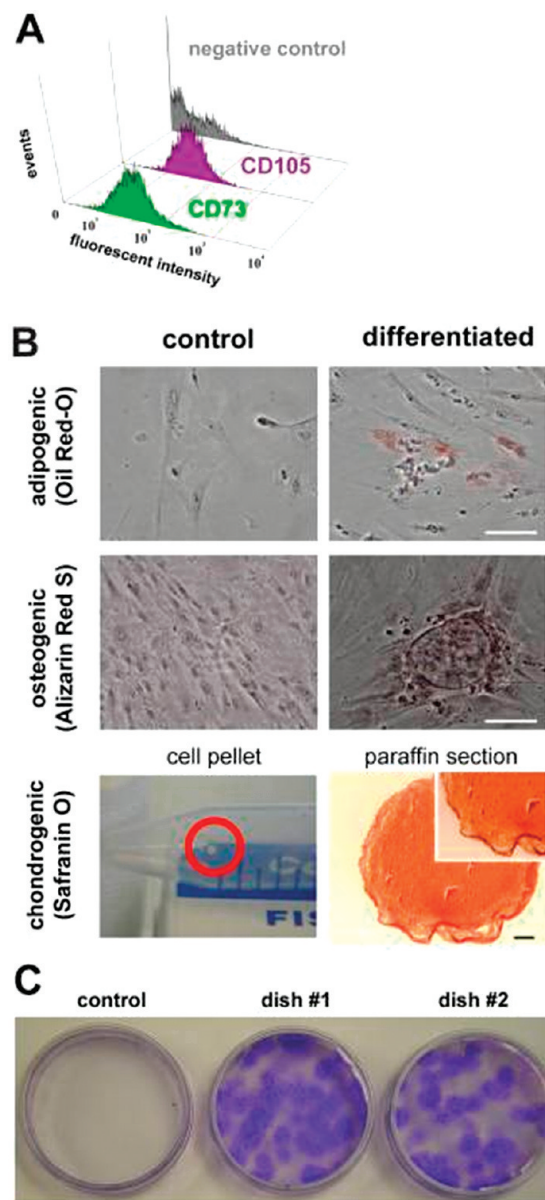 A
negative control
CD105
CD73
events
0
fluorescent intensity
B
control
differentiated
adipogenic
(Oil Red-O)
osteogenic
(Alizarin Red S)
cell pellet
paraffin section
chondrogenic
(Safranin O)
FIS
C
control
dish #1
dish #2